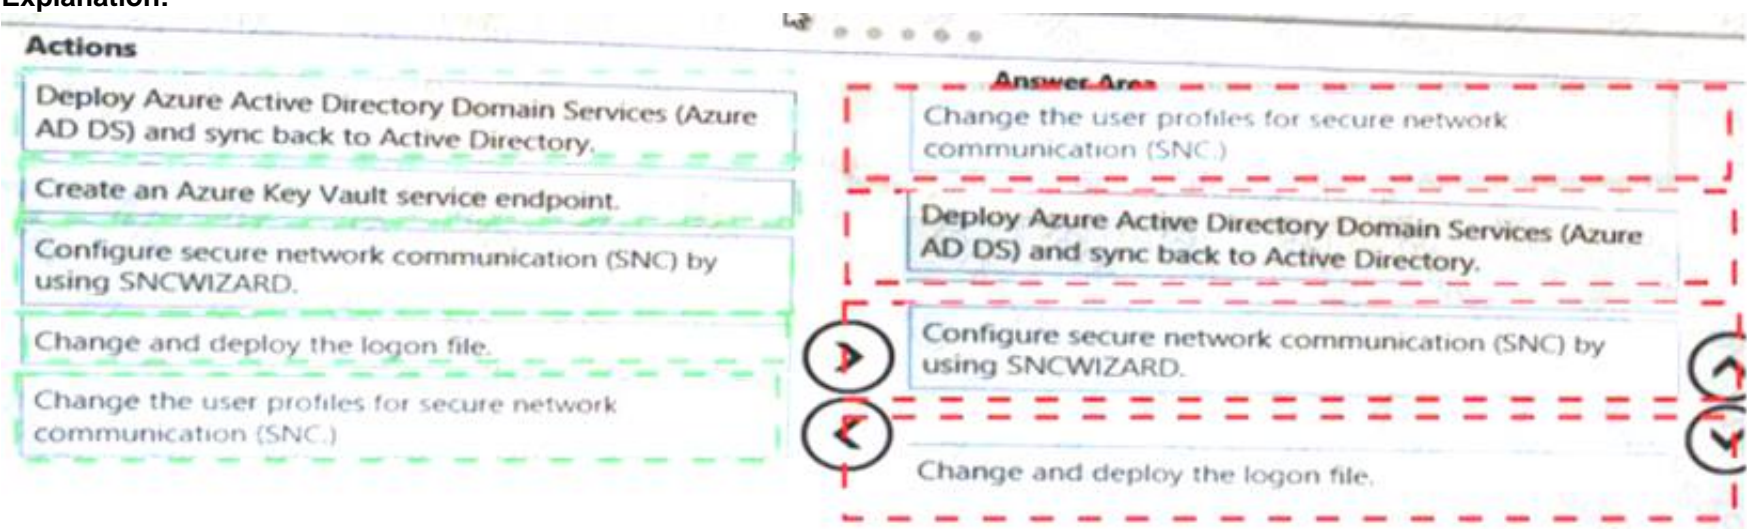 Explanation:
Actions
Deploy Azure Active Directory Domain Services (Azure
AD DS) and sync back to Active Directory.
Create an Azure Key Vault service endpoint.
Configure secure network communication (SNC) by
using SNCWIZARD.
Change and deploy the logon file.
Change the user profiles for secure network
communication (SNC.)
Answer Area
Change the user profiles for secure network
communication (SNC.)
Deploy Azure Active Directory Domain Services (Azure
AD DS) and sync back to Active Directory.
Configure secure network communication (SNC) by
using SNCWIZARD.
Change and deploy the logon file.